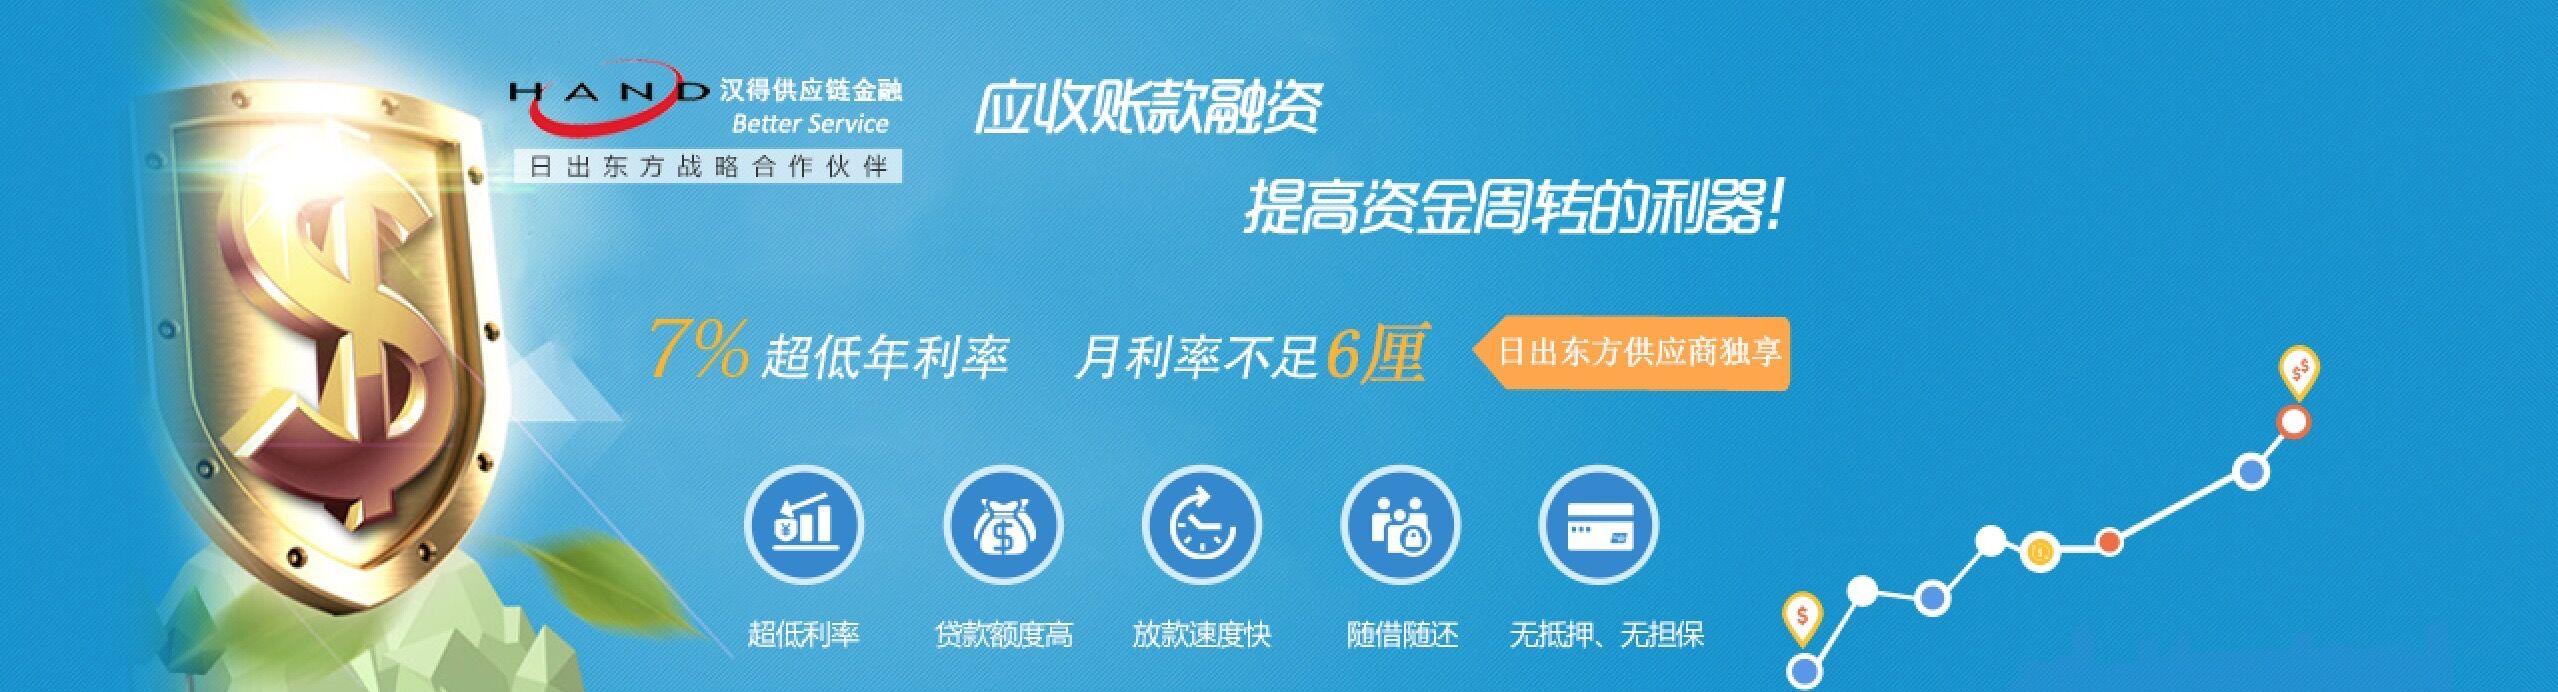 HAND 汉得供应链金融
Better Service
日出东方战略合作伙伴
应收账款融资
提高资金周转的利器!
7%超低年利率 月利率不足6厘 日出东方供应商独享
超低利率 贷款额度高 放款速度快 随借随还 无抵押、无担保